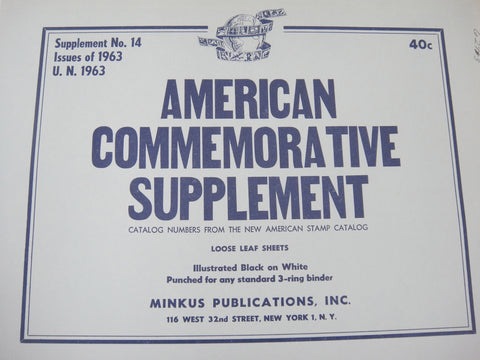 Supplement No. 14
Issues of 1963
U. N. 1963
40c
AMERICAN
COMMEMORATIVE
SUPPLEMENT
CATALOG NUMBERS FROM THE NEW AMERICAN STAMP CATALOG
LOOSE LEAF SHEETS
Illustrated Black on White
Punched for any standard 3-ring binder
MINKUS PUBLICATIONS, INC.
116 WEST 32nd STREET, NEW YORK 1, N. Y.